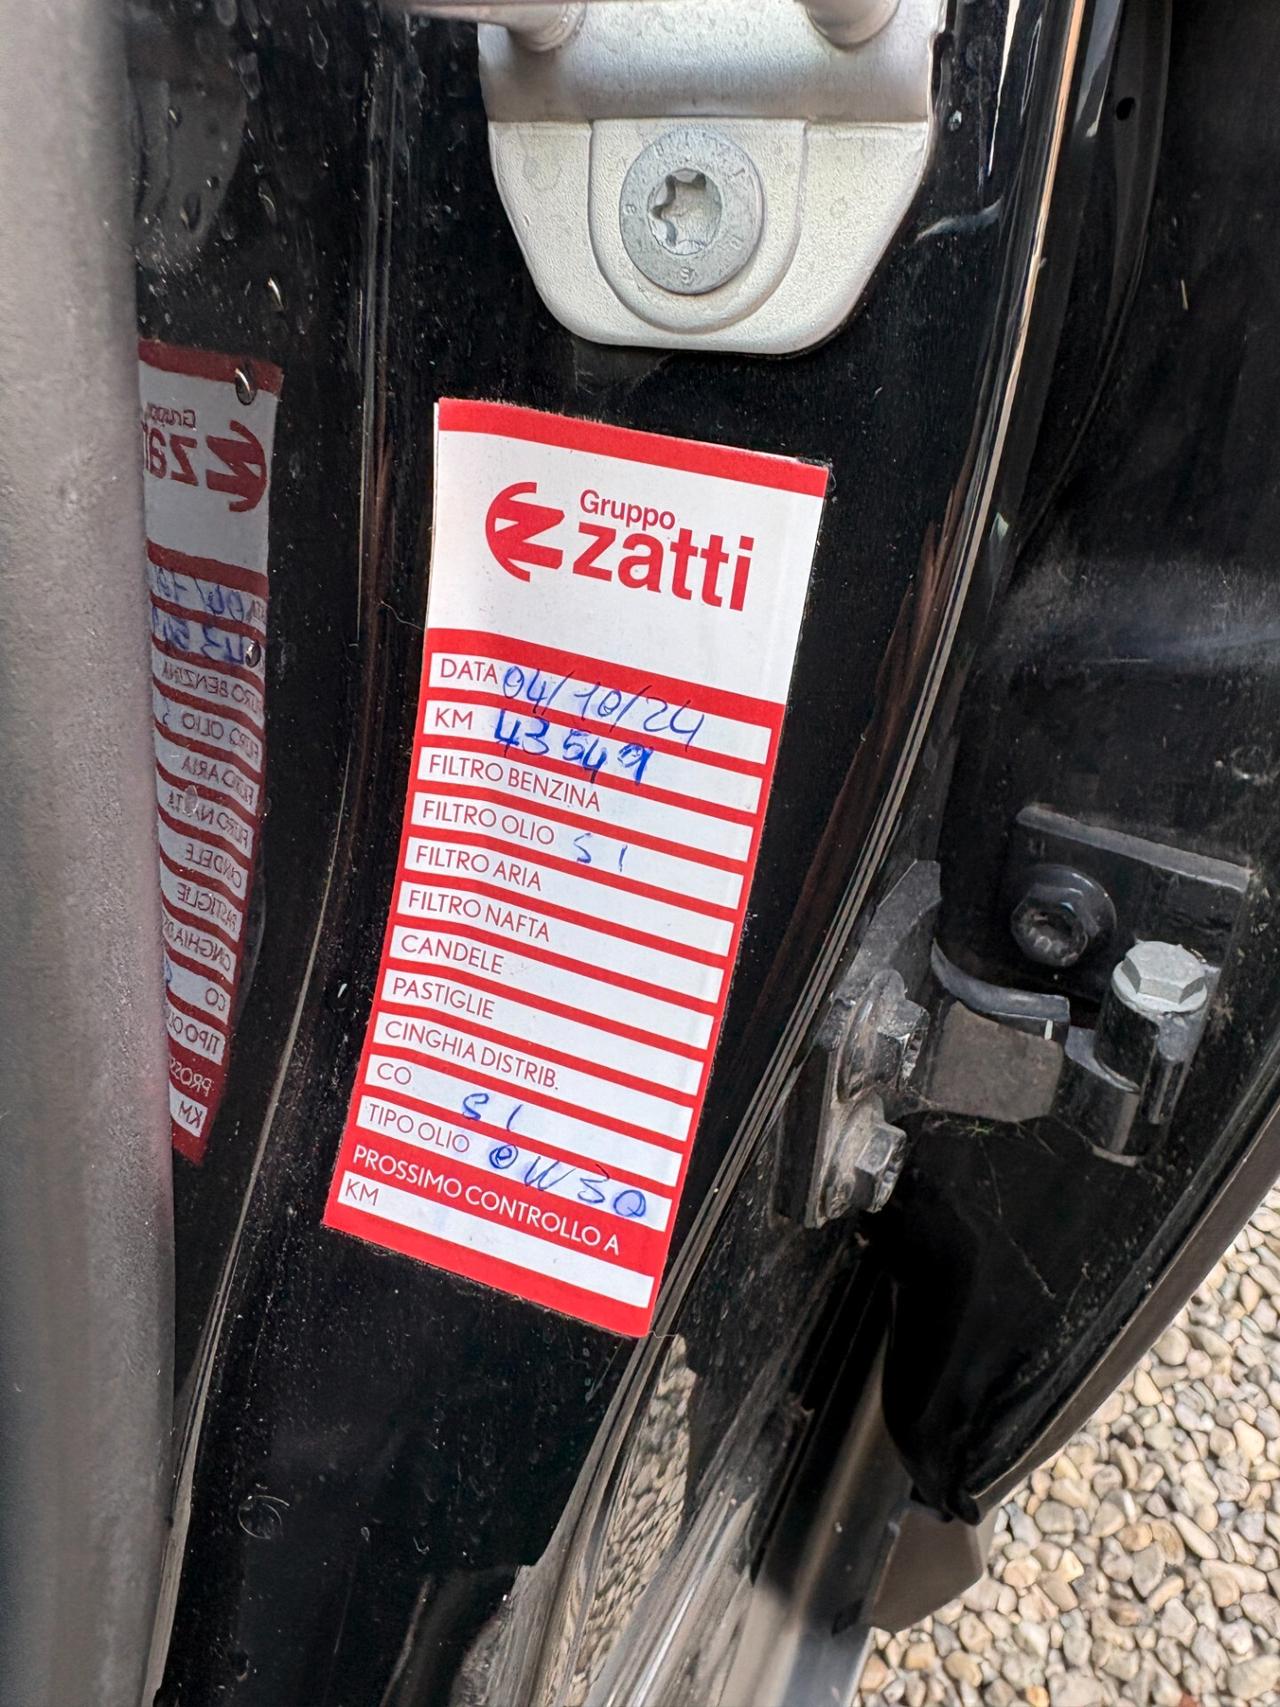 Gruppo
zatti
DATA 04/10/24
KM 43549
FILTRO BENZINA
FILTRO OLIO SI
FILTRO ARIA
FILTRO NAFTA
CANDELE
PASTIGLIE
CINGHIA DISTRIB.
CO SI
TIPO OLIO 0W30
PROSSIMO CONTROLLO A
KM